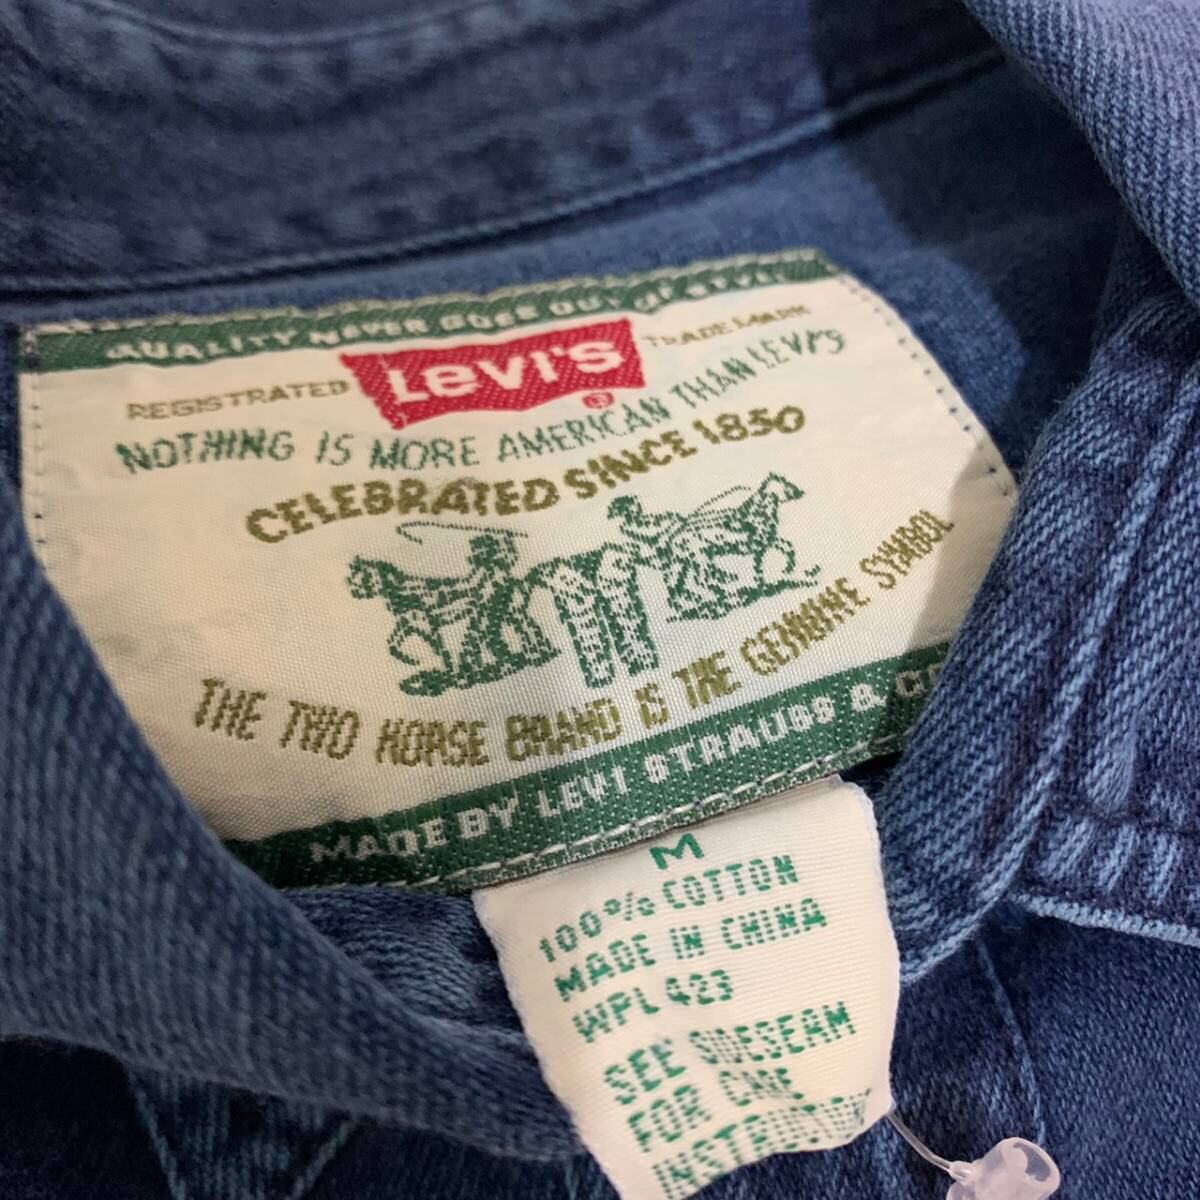 QUALITY NEVER GOES OUT OF STYLE
REGISTRATED LEVI'S TRADE MARK
®
NOTHING IS MORE AMERICAN THAN LEVI'S
CELEBRATED SINCE 1850
THE TWO HORSE BRAND IS THE GENUINE SYMBOL
MADE BY LEVI STRAUSS & CO
M
100% COTTON
MADE IN CHINA
WPL 423
SEE SIDESEAM
FOR CARE